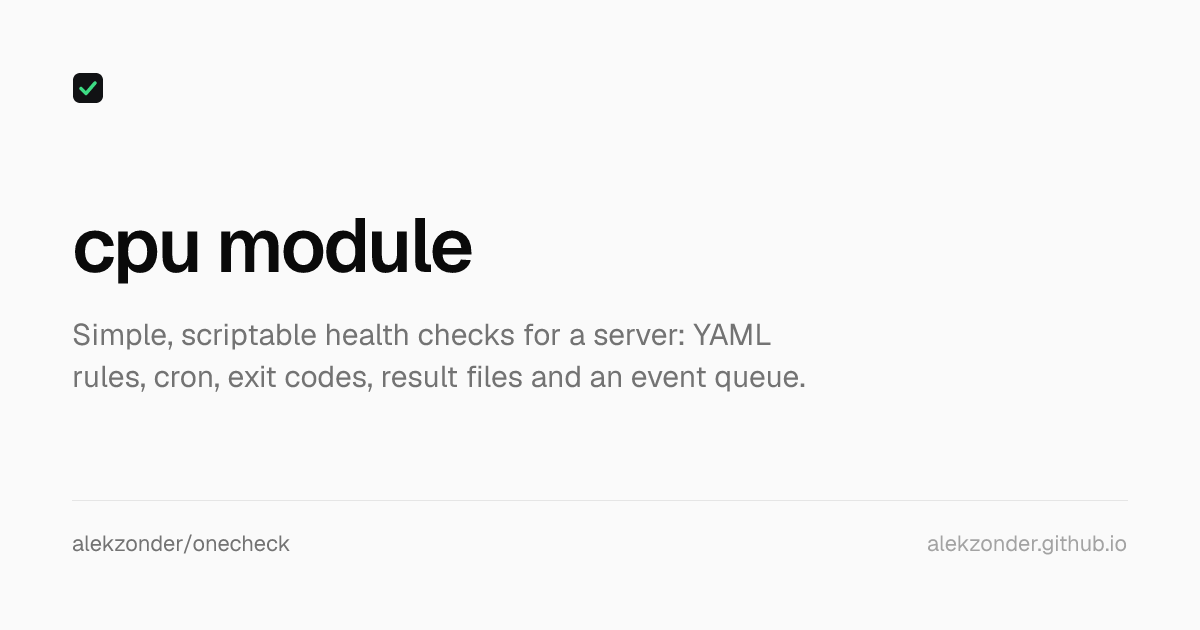 cpu module
Simple, scriptable health checks for a server: YAML
rules, cron, exit codes, result files and an event queue.
alekzonder/onecheck
alekzonder.github.io